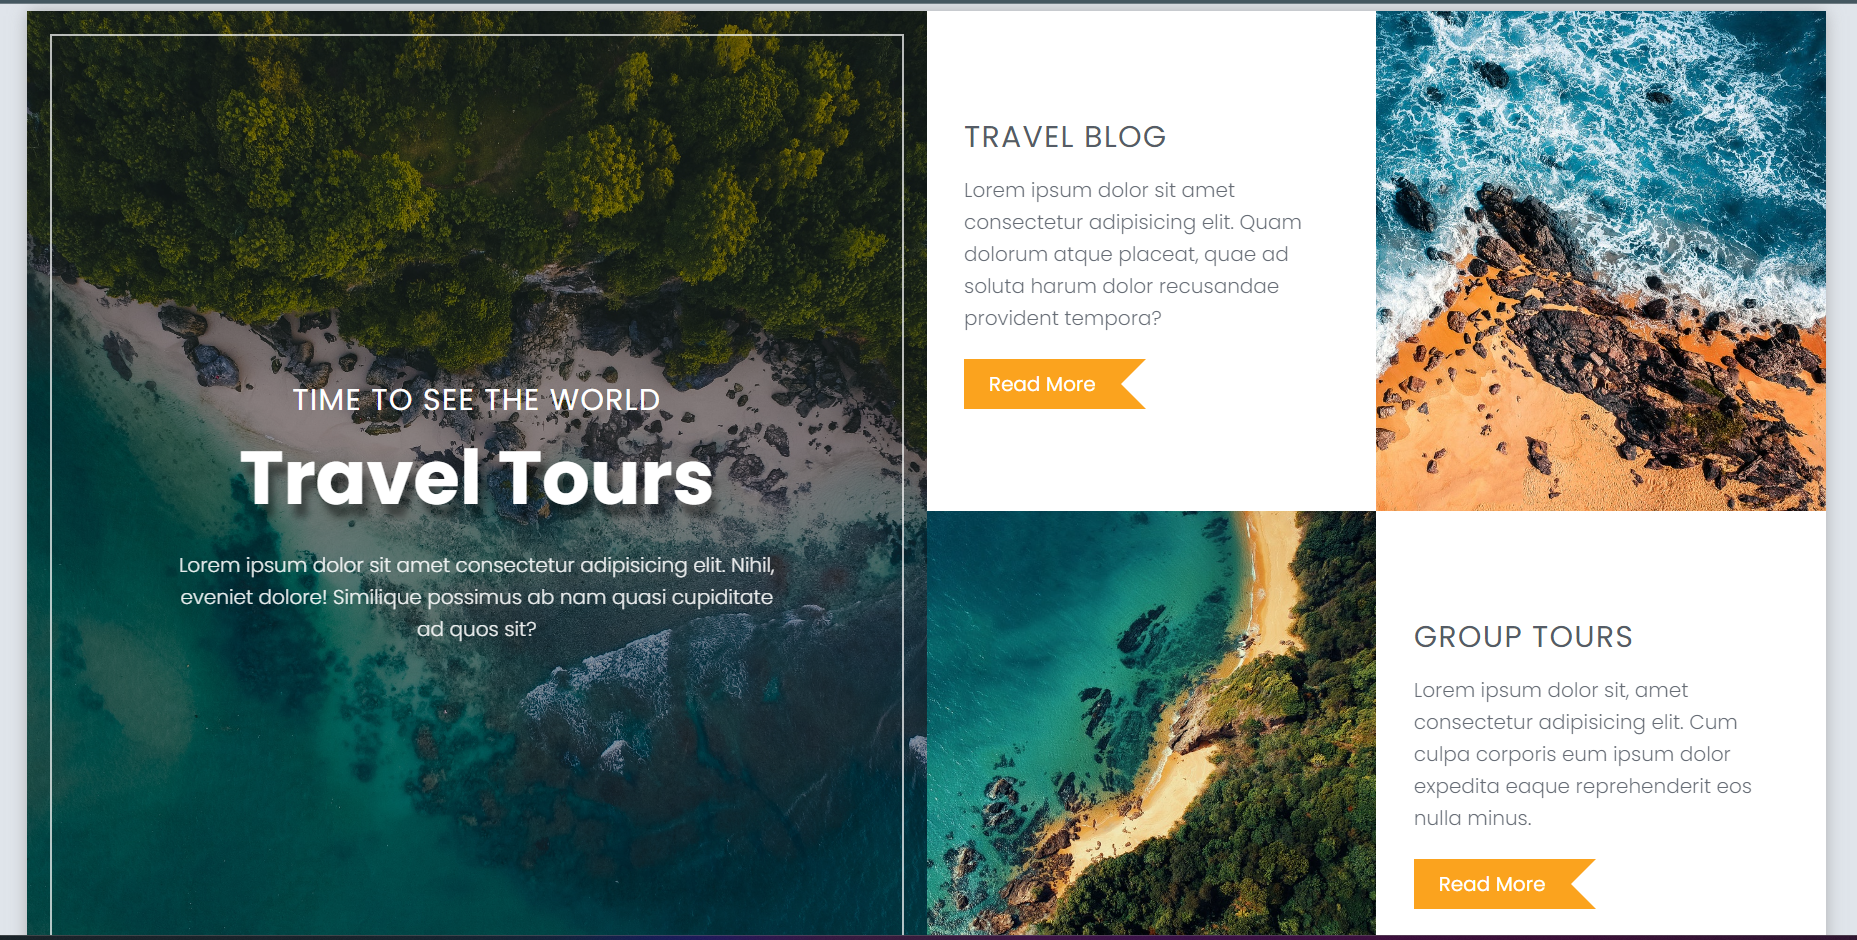 TIME TO SEE THE WORLD
Travel Tours
Lorem ipsum dolor sit amet consectetur adipisicing elit. Nihil,
eveniet dolore! Similique possimus ab nam quasi cupiditate
ad quos sit?
TRAVEL BLOG
Lorem ipsum dolor sit amet
consectetur adipisicing elit. Quam
dolorum atque placeat, quae ad
soluta harum dolor recusandae
provident tempora?
Read More
GROUP TOURS
Lorem ipsum dolor sit, amet
consectetur adipisicing elit. Cum
culpa corporis eum ipsum dolor
expedita eaque reprehenderit eos
nulla minus.
Read More